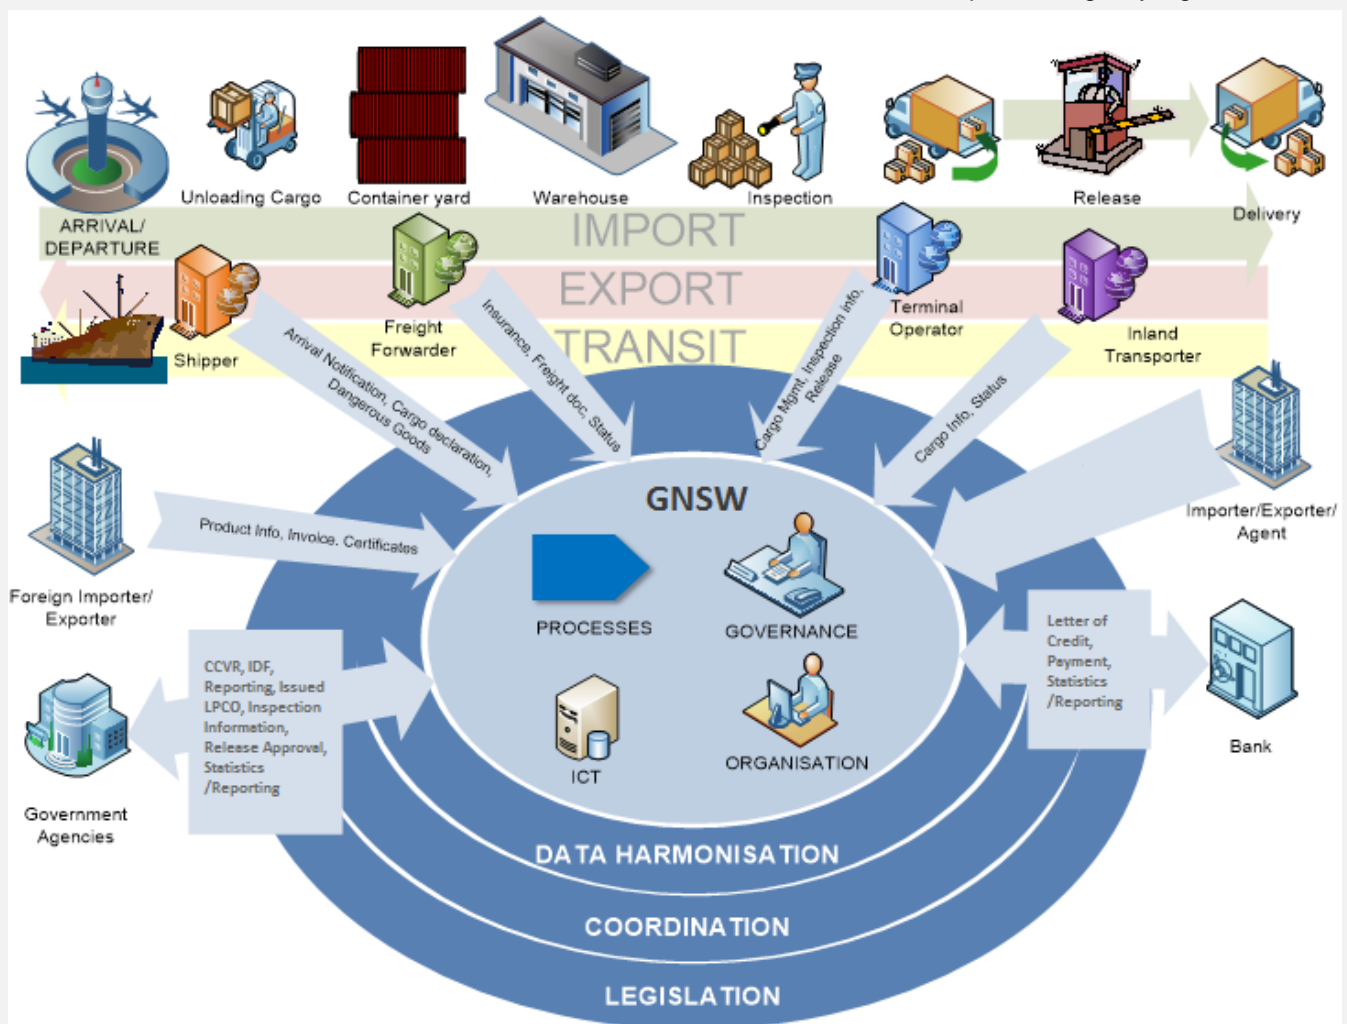 Unloading Cargo
Container yard
Warehouse
Inspection
Release
Delivery
ARRIVAL/
DEPARTURE
IMPORT
EXPORT
TRANSIT
Shipper
Freight
Forwarder
Terminal
Operator
Inland
Transporter
Arrival Notification, Cargo declaration,
Dangerous Goods
Insurance, Freight doc, Status
Cargo Mgmt, Inspection info,
Release
Cargo Info, Status
Importer/Exporter/
Agent
Product Info, Invoice. Certificates
Foreign Importer/
Exporter
GNSW
PROCESSES
GOVERNANCE
ICT
ORGANISATION
CCVR, IDF,
Reporting, Issued
LPCO, Inspection
Information,
Release Approval,
Statistics
/Reporting
Government
Agencies
Letter of
Credit,
Payment,
Statistics
/Reporting
Bank
DATA HARMONISATION
COORDINATION
LEGISLATION